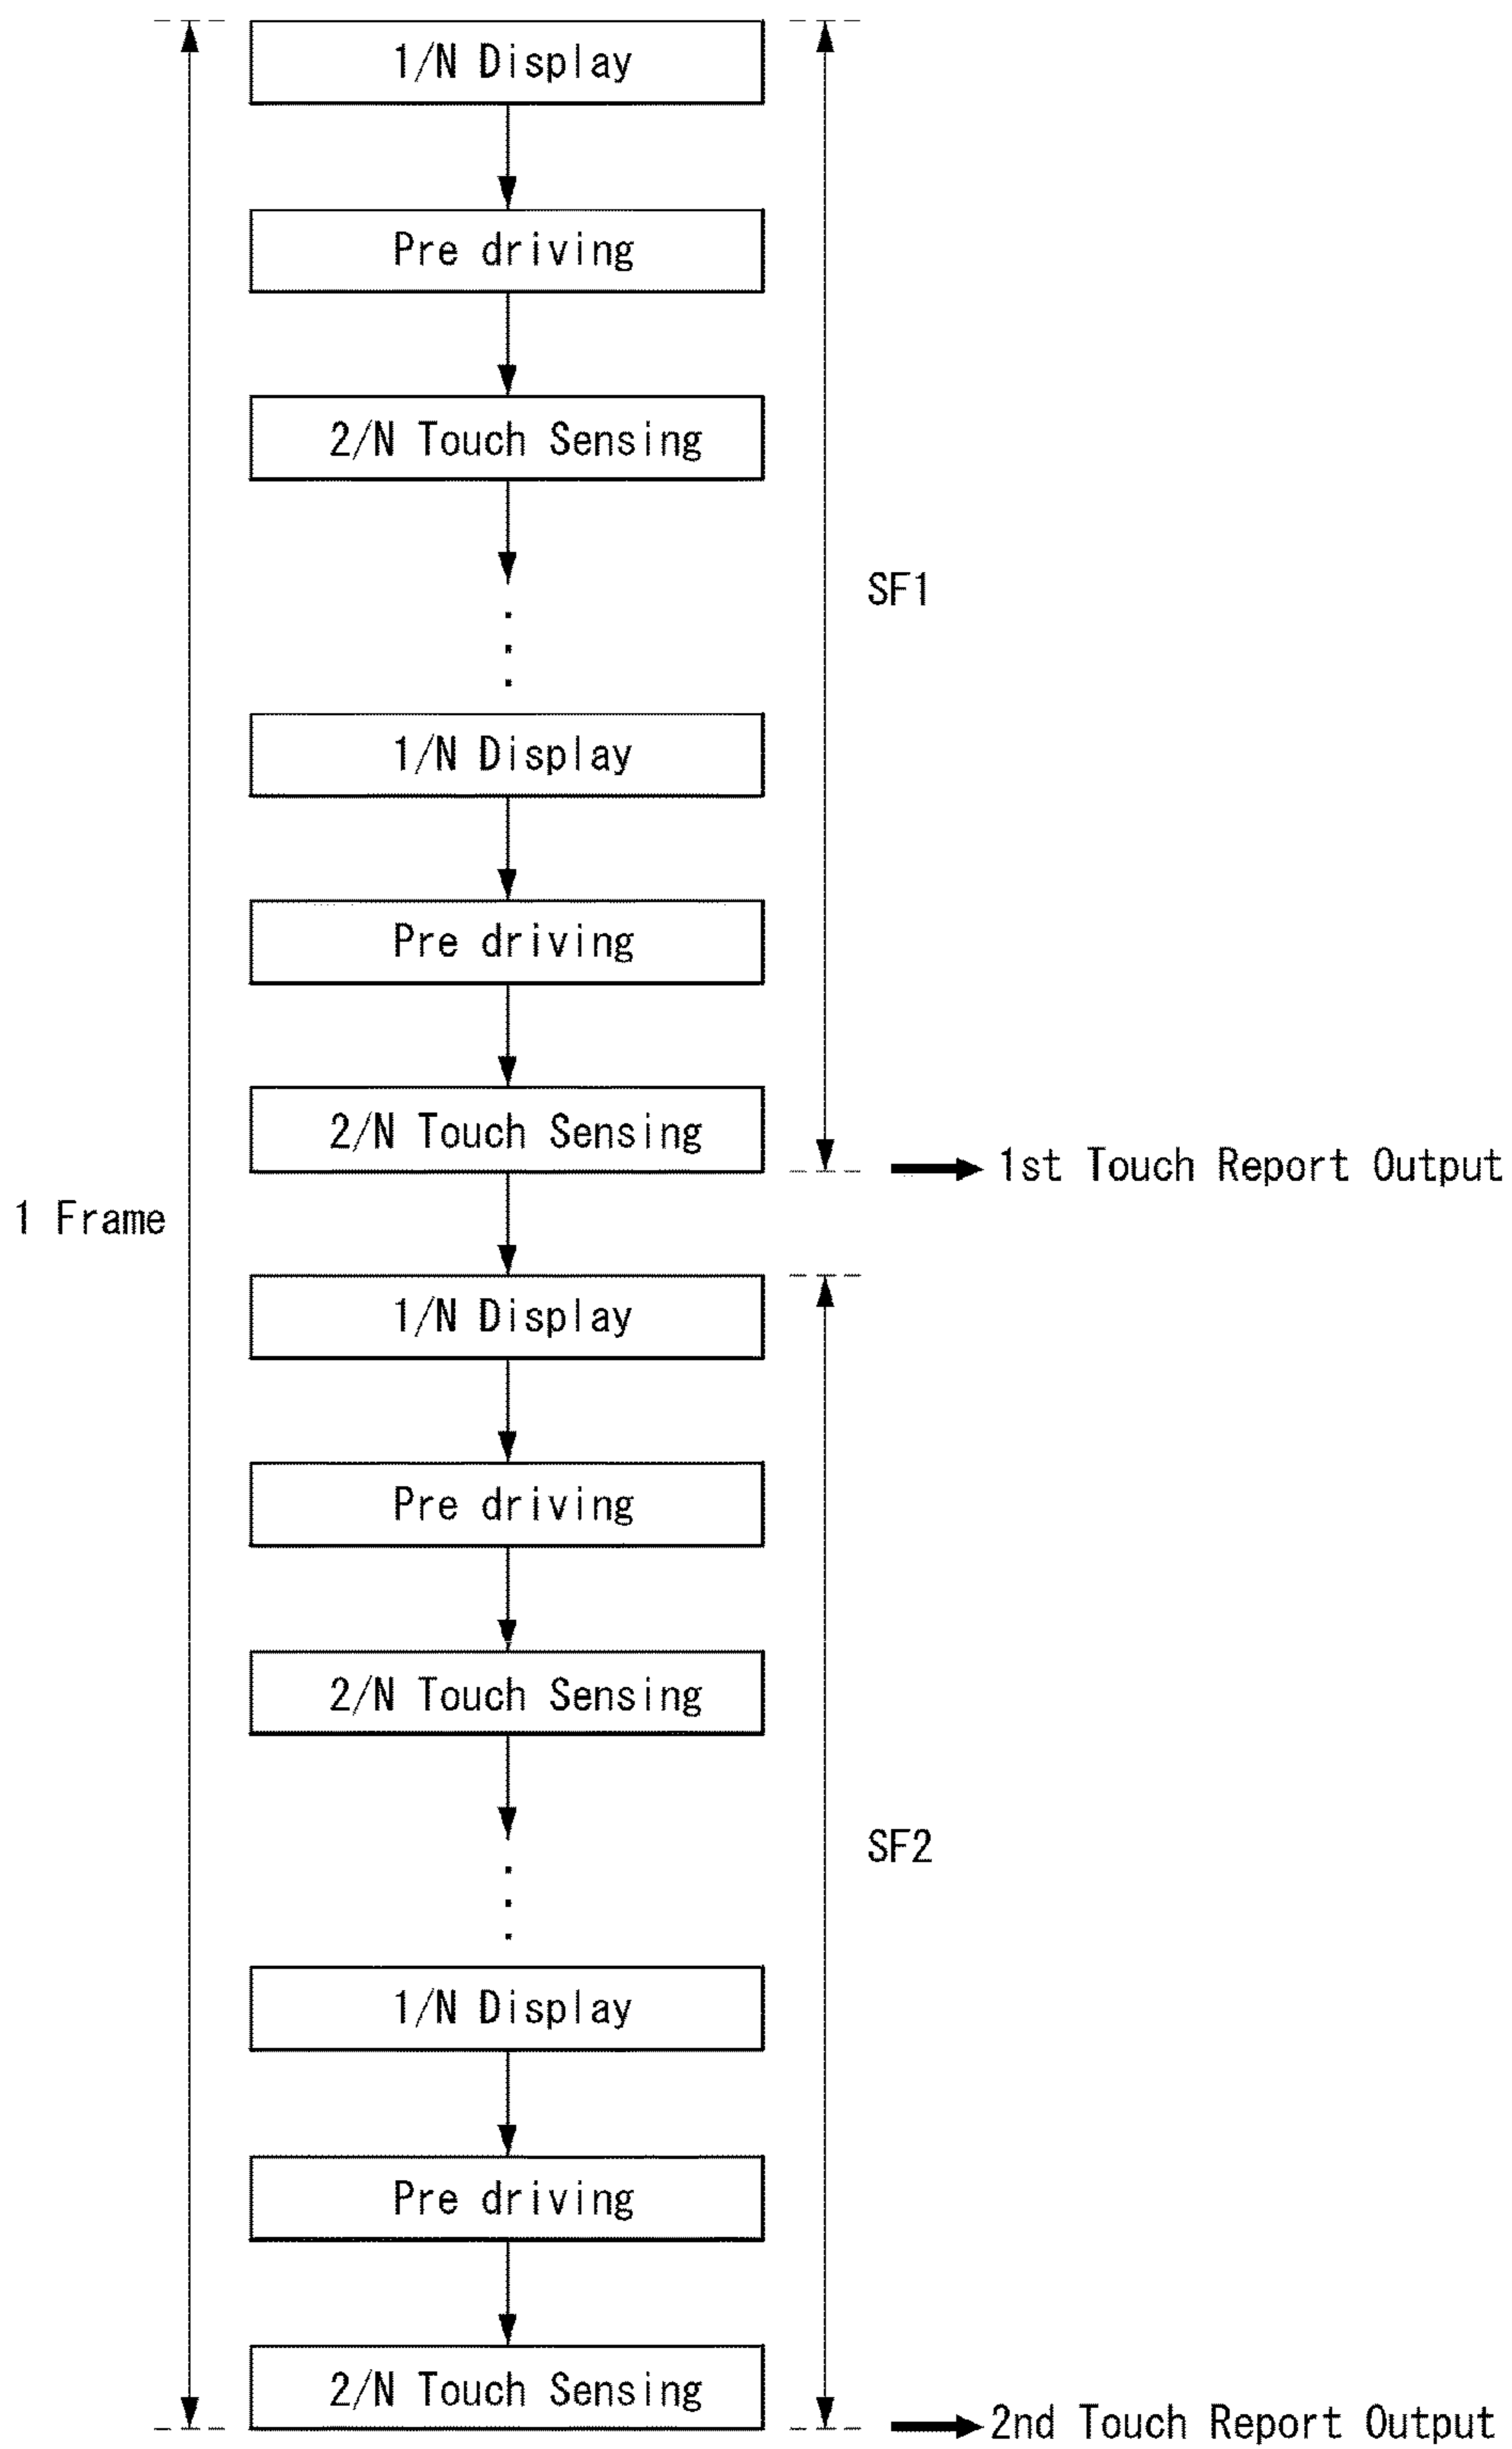 1/N Display
Pre driving
2/N Touch Sensing
SF1
1/N Display
Pre driving
2/N Touch Sensing
1st Touch Report Output
1 Frame
1/N Display
Pre driving
2/N Touch Sensing
SF2
1/N Display
Pre driving
2/N Touch Sensing
2nd Touch Report Output